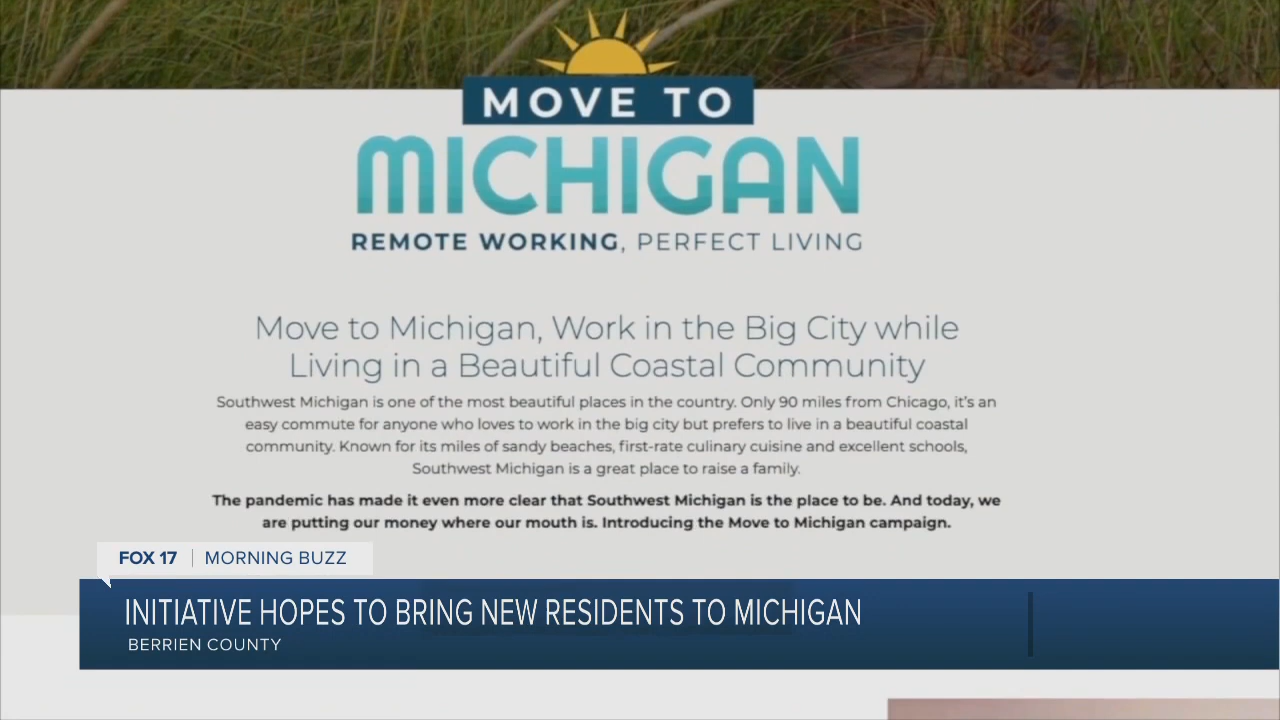 MOVE TO
MICHIGAN
REMOTE WORKING, PERFECT LIVING
Move to Michigan, Work in the Big City while
Living in a Beautiful Coastal Community
Southwest Michigan is one of the most beautiful places in the country. Only 90 miles from Chicago, it's an
easy commute for anyone who loves to work in the big city but prefers to live in a beautiful coastal
community. Known for its miles of sandy beaches, first-rate culinary cuisine and excellent schools,
Southwest Michigan is a great place to raise a family.
The pandemic has made it even more clear that Southwest Michigan is the place to be. And today, we
are putting our money where our mouth is. Introducing the Move to Michigan campaign.
FOX 17 | MORNING BUZZ
INITIATIVE HOPES TO BRING NEW RESIDENTS TO MICHIGAN
BERRIEN COUNTY